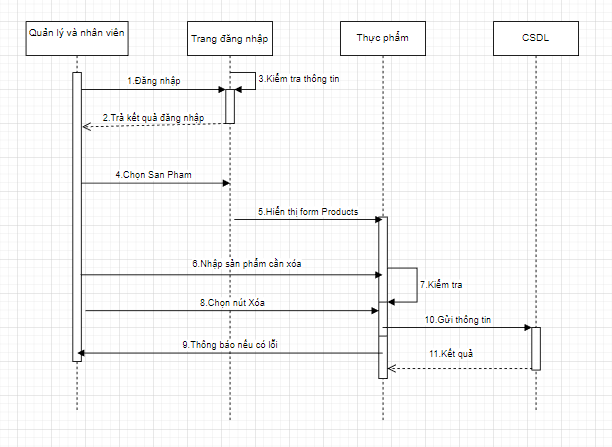 Quản lý và nhân viên
Trang đăng nhập
Thực phẩm
CSDL
3.Kiểm tra thông tin
1.Đăng nhập
2.Trả kết quả đăng nhập
4.Chọn San Pham
5.Hiển thị form Products
6.Nhập sản phẩm cần xóa
7.Kiểm tra
8.Chọn nút Xóa
10.Gửi thông tin
9.Thông báo nếu có lỗi
11.Kết quả